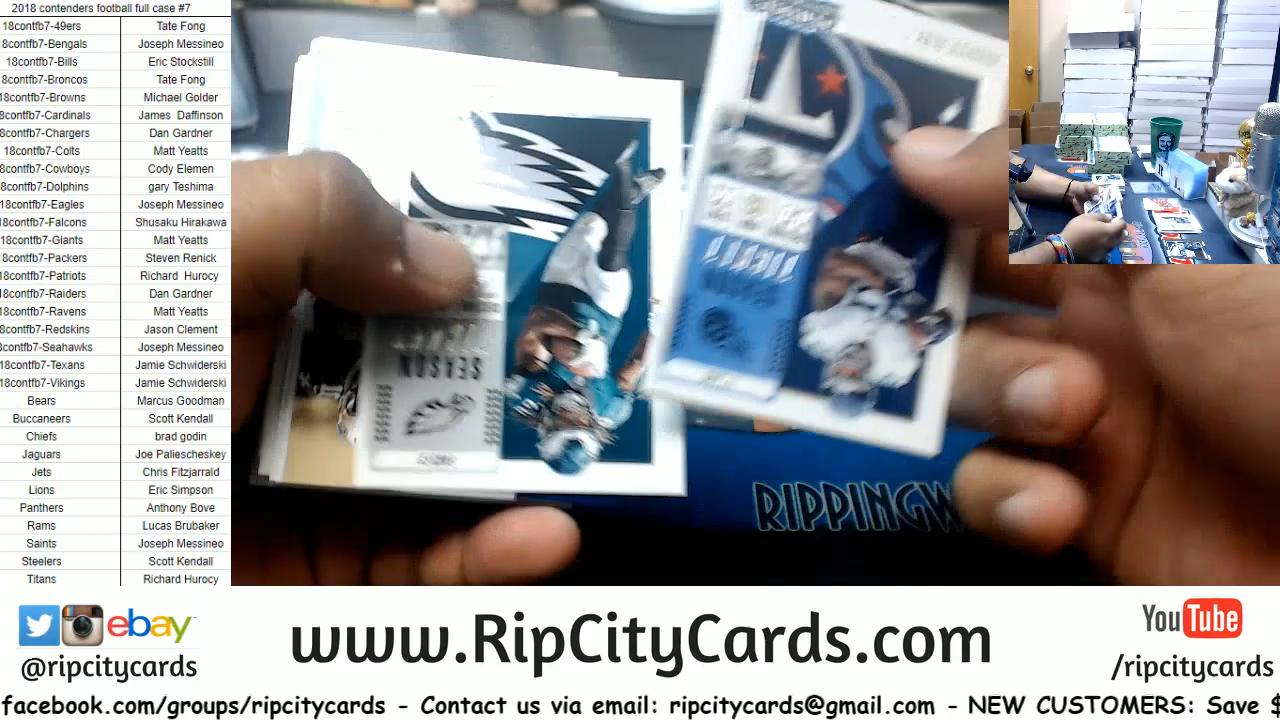 2018 contenders football full case #7
18contfb7-49ers Tate Fong
18contfb7-Bengals Joseph Messineo
18contfb7-Bills Eric Stockstill
8contfb7-Broncos Tate Fong
18contfb7-Browns Michael Golder
8contfb7-Cardinals James Daffinson
8contfb7-Chargers Dan Gardner
18contfb7-Colts Matt Yeatts
8contfb7-Cowboys Cody Elemen
8contfb7-Dolphins gary Teshima
18contfb7-Eagles Joseph Messineo
18contfb7-Falcons Shusaku Hirakawa
18contfb7-Giants Matt Yeatts
18contfb7-Packers Steven Renick
18contfb7-Patriots Richard Hurocy
18contfb7-Raiders Dan Gardner
18contfb7-Ravens Matt Yeatts
8contfb7-Redskins Jason Clement
8contfb7-Seahawks Joseph Messineo
18contfb7-Texans Jamie Schwiderski
18contfb7-Vikings Jamie Schwiderski
Bears Marcus Goodman
Buccaneers Scott Kendall
Chiefs brad godin
Jaguars Joe Paliescheskey
Jets Chris Fitzjarrald
Lions Eric Simpson
Panthers Anthony Bove
Rams Lucas Brubaker
Saints Joseph Messineo
Steelers Scott Kendall
Titans Richard Hurocy
SEASON
RIPPINGW
ebay
@ripcitycards
www.RipCityCards.com
YouTube
/ripcitycards
facebook.com/groups/ripcitycards - Contact us via email: ripcitycards@gmail.com - NEW CUSTOMERS: Save $